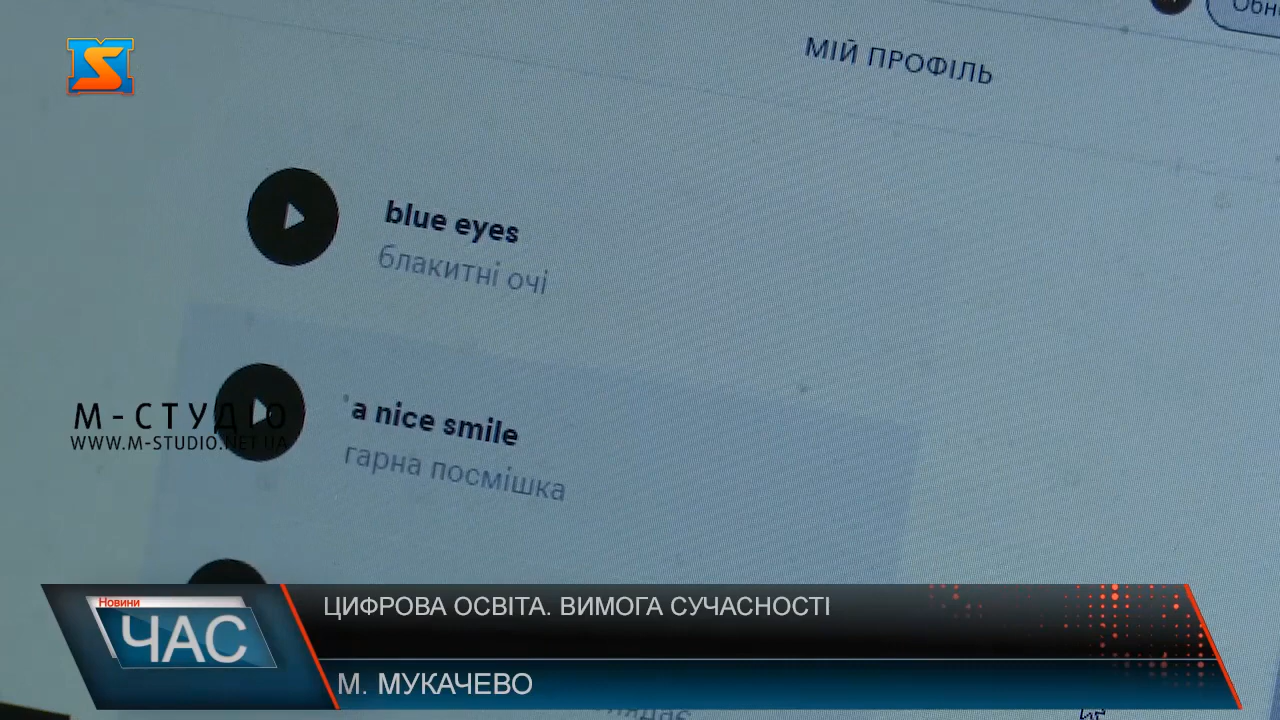 МІЙ ПРОФІЛЬ
blue eyes
блакитні очі
a nice smile
гарна посмішка
М-СТУДІО
WWW.M-STUDIO.NET.UA
Новини
ЧАС
ЦИФРОВА ОСВІТА. ВИМОГА СУЧАСНОСТІ
М. МУКАЧЕВО